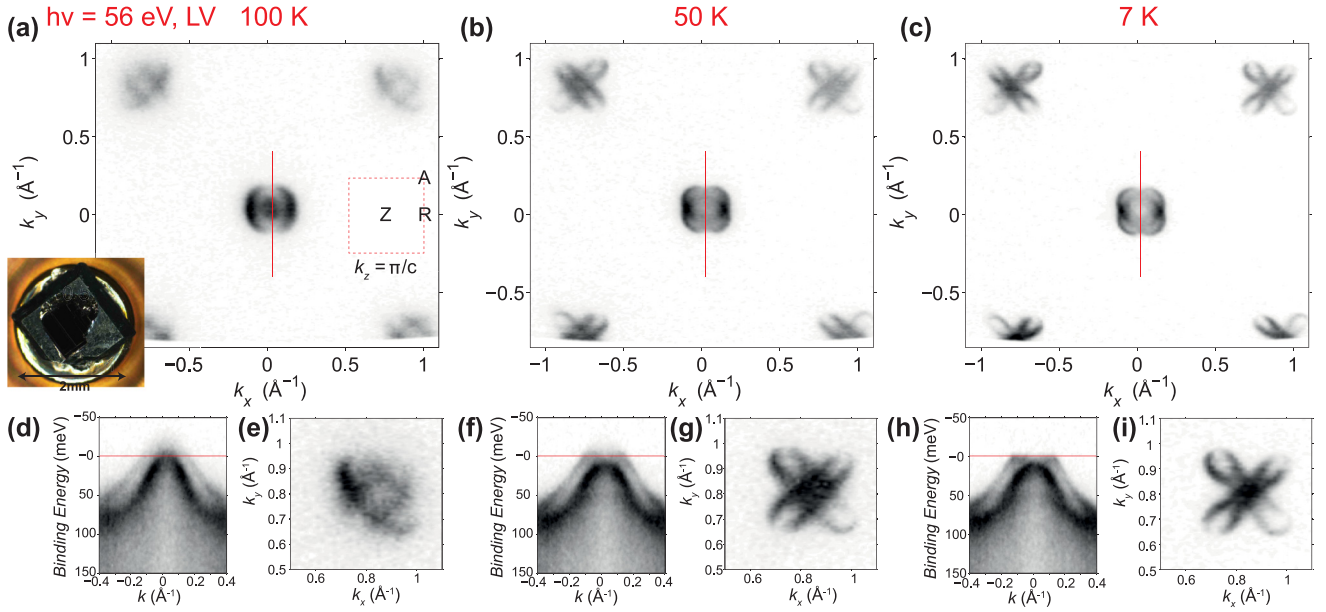 hν = 56 eV, LV 100 K 50 K 7 K
(a) (b) (c)
1 1 1
0.5 0.5 0.5
0 0 0
−0.5 −0.5
k_y (Å⁻¹) k_y (Å⁻¹) k_y (Å⁻¹)
A
Z R
k_z = π/c
2mm
−0.5 0 0.5 1 −1 −0.5 0 0.5 1 −1 −0.5 0 0.5 1
k_x (Å⁻¹) k_x (Å⁻¹) k_x (Å⁻¹)
(d) (e) (f) (g) (h) (i)
Binding Energy (meV) Binding Energy (meV) Binding Energy (meV)
−50 −50 −50
−0 −0 −0
50 50 50
100 100 100
150 150 150
−0.4 −0.2 0 0.2 0.4 −0.4 −0.2 0 0.2 0.4 −0.4 −0.2 0 0.2 0.4
k (Å⁻¹) k (Å⁻¹) k (Å⁻¹)
k_y (Å⁻¹) k_y (Å⁻¹) k_y (Å⁻¹)
1.1 1.1 1.1
1 1 1
0.9 0.9 0.9
0.8 0.8 0.8
0.7 0.7 0.7
0.6 0.6 0.6
0.5 0.5 0.5
0.6 0.8 1 0.6 0.8 1 0.6 0.8 1
k_x (Å⁻¹) k_x (Å⁻¹) k_x (Å⁻¹)